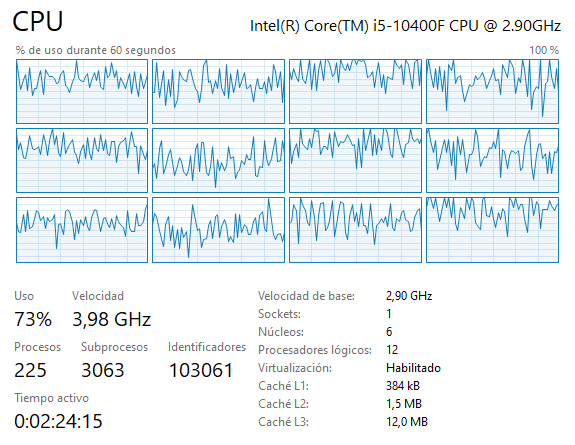 CPU
Intel(R) Core(TM) i5-10400F CPU @ 2.90GHz
% de uso durante 60 segundos
100 %
Uso
Velocidad
73%
3,98 GHz
Procesos
Subprocesos
Identificadores
225
3063
103061
Tiempo activo
0:02:24:15
Velocidad de base: 2,90 GHz
Sockets: 1
Núcleos: 6
Procesadores lógicos: 12
Virtualización: Habilitado
Caché L1: 384 kB
Caché L2: 1,5 MB
Caché L3: 12,0 MB